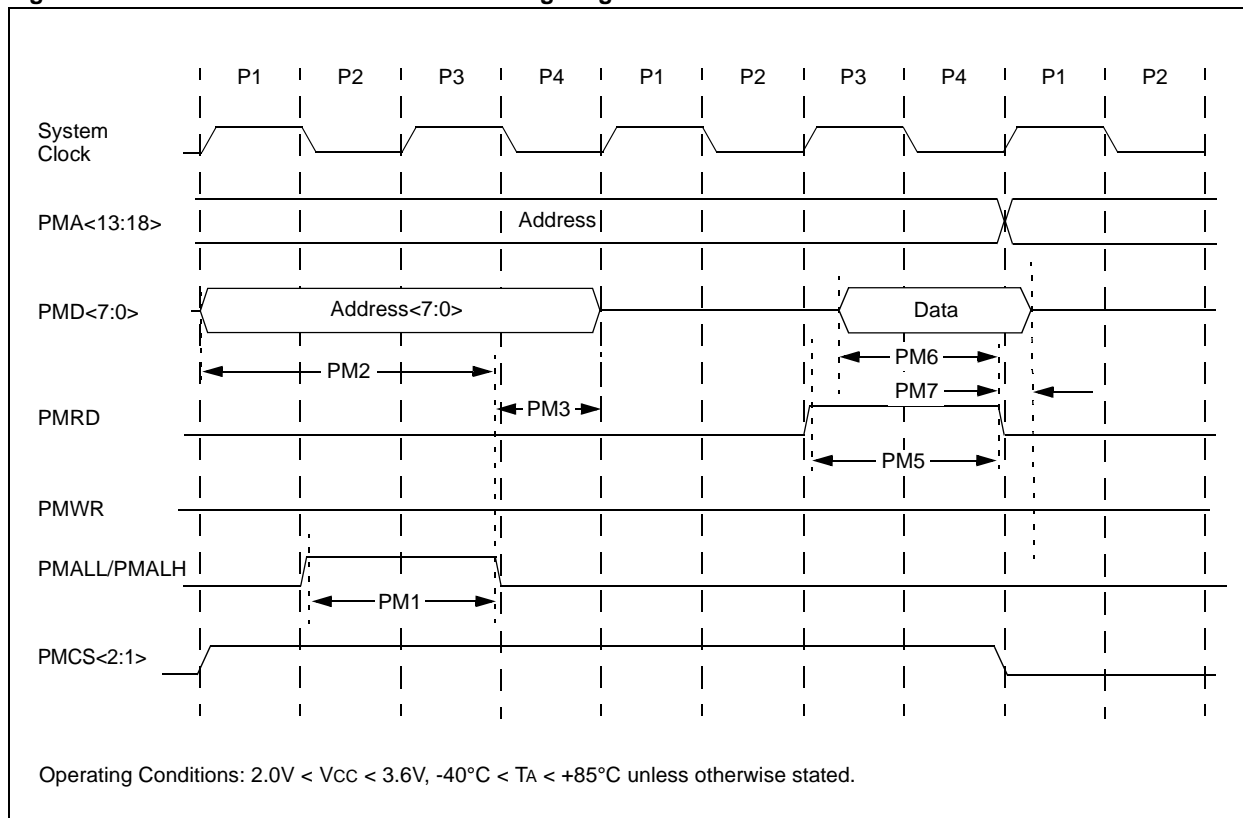 P1 P2 P3 P4 P1 P2 P3 P4 P1 P2
System
Clock
PMA<13:18>
Address
PMD<7:0>
Address<7:0>
Data
PM2
PM6
PM7
PM3
PMRD
PM5
PMWR
PMALL/PMALH
PM1
PMCS<2:1>
Operating Conditions: 2.0V < VCC < 3.6V, -40°C < TA < +85°C unless otherwise stated.